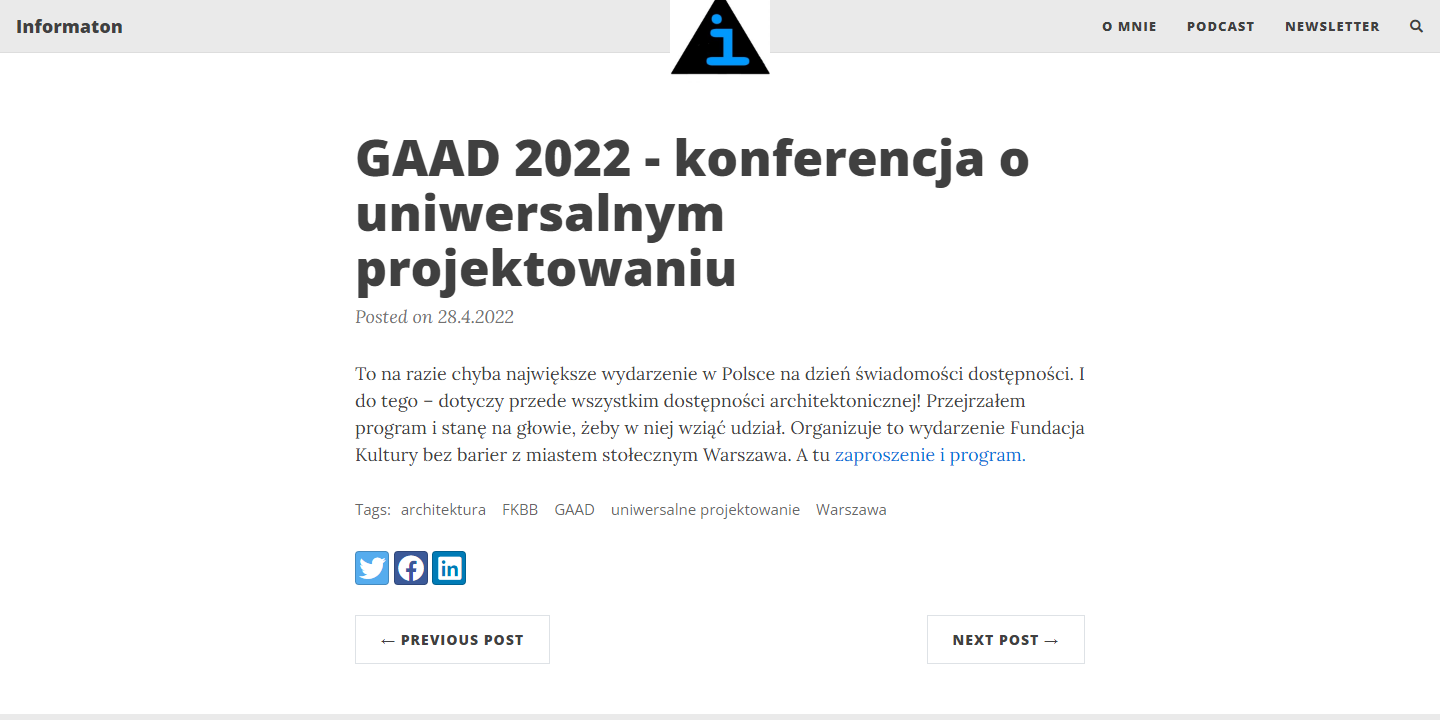 Informaton
i
O MNIE
PODCAST
NEWSLETTER
GAAD 2022 - konferencja o
uniwersalnym
projektowaniu
Posted on 28.4.2022
To na razie chyba największe wydarzenie w Polsce na dzień świadomości dostępności. I
do tego – dotyczy przede wszystkim dostępności architektonicznej! Przejrzałem
program i stanę na głowie, żeby w niej wziąć udział. Organizuje to wydarzenie Fundacja
Kultury bez barier z miastem stołecznym Warszawa. A tu zaproszenie i program.
Tags: architektura FKBB GAAD uniwersalne projektowanie Warszawa
in
← PREVIOUS POST
NEXT POST →